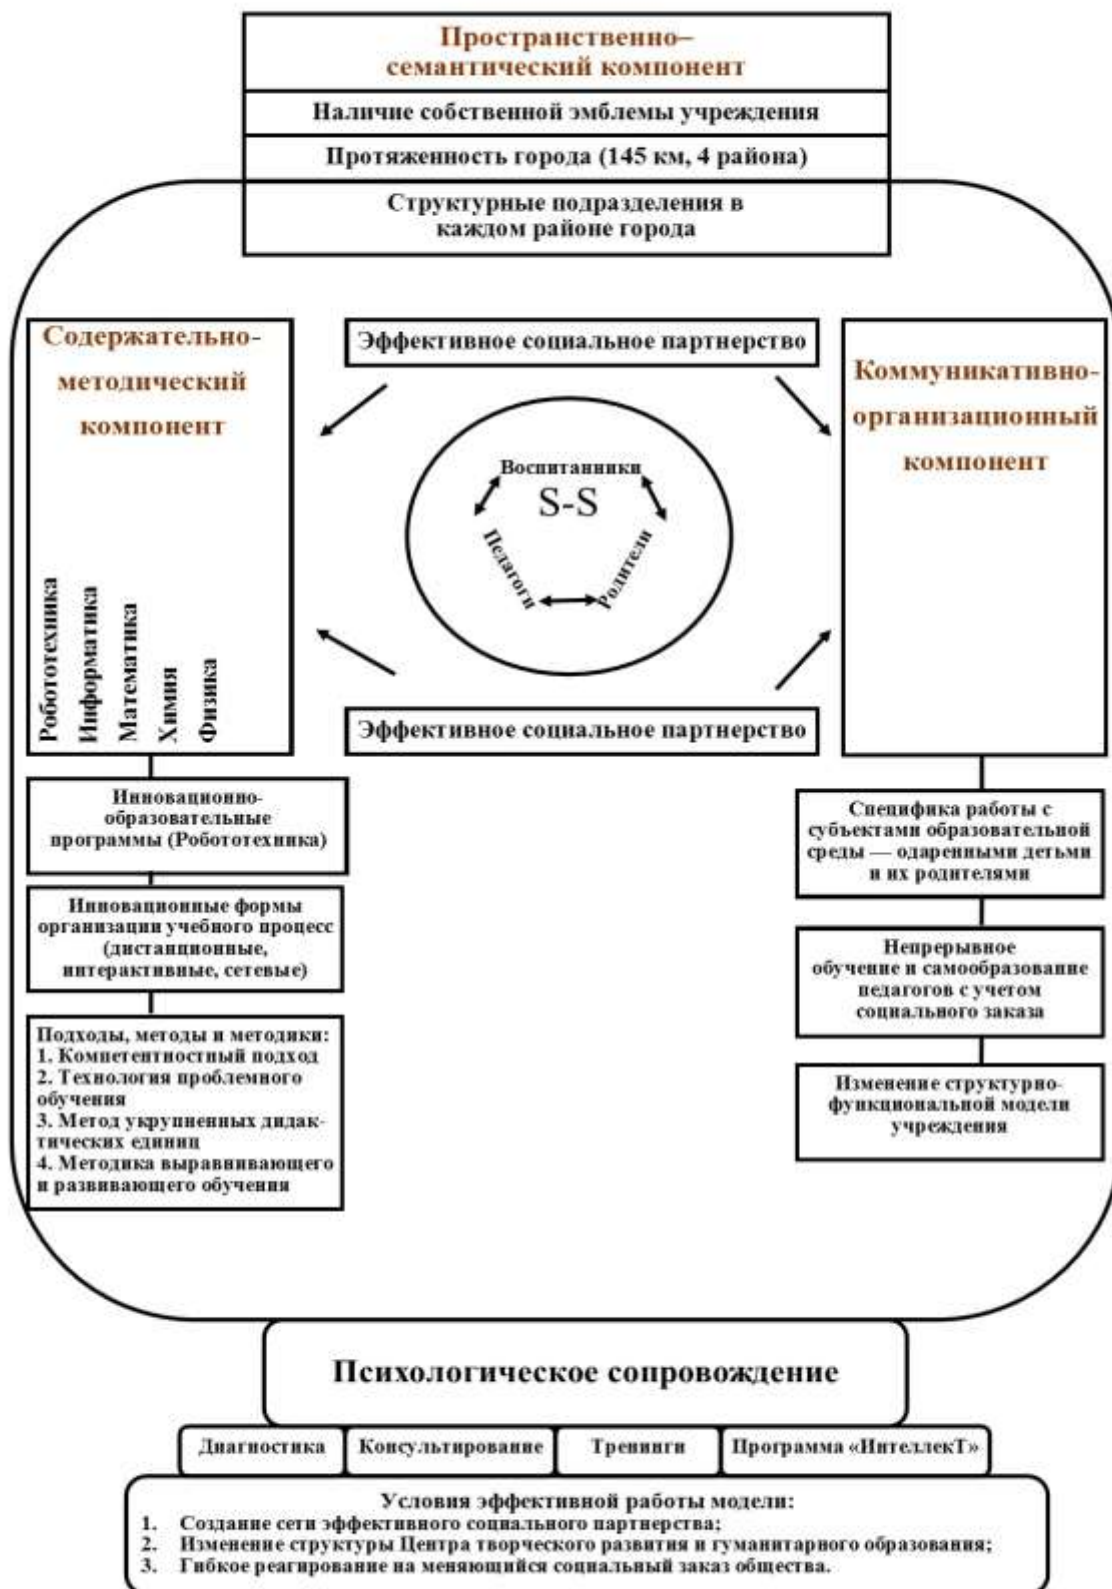 Пространственно–
семантический компонент
Наличие собственной эмблемы учреждения
Протяженность города (145 км, 4 района)
Структурные подразделения в
каждом районе города
Содержательно-
методический
компонент
Робототехника
Информатика
Математика
Химия
Физика
Эффективное социальное партнерство
Воспитанники
S-S
Педагоги
Родители
Эффективное социальное партнерство
Коммуникативно-
организационный
компонент
Инновационно-
образовательные
программы (Робототехника)
Инновационные формы
организации учебного процесс
(дистанционные,
интерактивные, сетевые)
Подходы, методы и методики:
1. Компетентностный подход
2. Технология проблемного
обучения
3. Метод укрупненных дидак-
тических единиц
4. Методика выравнивающего
и развивающего обучения
Специфика работы с
субъектами образовательной
среды — одаренными детьми
и их родителями
Непрерывное
обучение и самообразование
педагогов с учетом
социального заказа
Изменение структурно-
функциональной модели
учреждения
Психологическое сопровождение
Диагностика
Консультирование
Тренинги
Программа «ИнтеллекТ»
Условия эффективной работы модели:
1. Создание сети эффективного социального партнерства;
2. Изменение структуры Центра творческого развития и гуманитарного образования;
3. Гибкое реагирование на меняющийся социальный заказ общества.